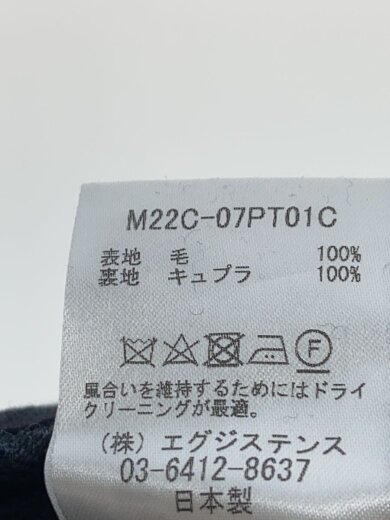 M22C-07PT01C
表地 毛 100%
裏地 キュプラ 100%
F
風合いを維持するためにはドライ
クリーニングが最適。
(株) エグジステンス
03-6412-8637
日本製